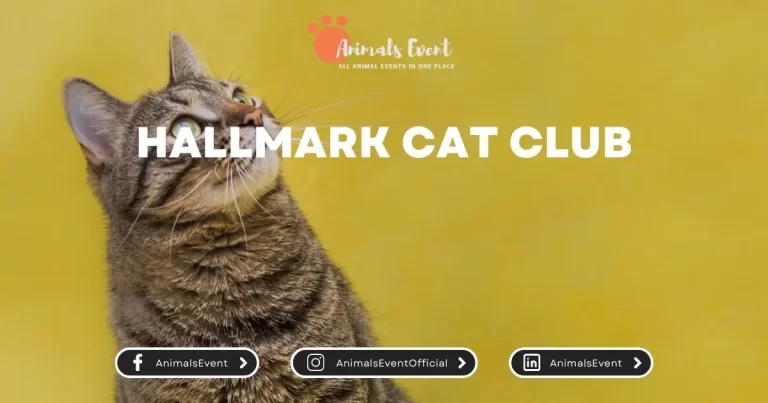 Animals Event
ALL ANIMAL EVENTS IN ONE PLACE
HALLMARK CAT CLUB
AnimalsEvent
AnimalsEventOfficial
AnimalsEvent